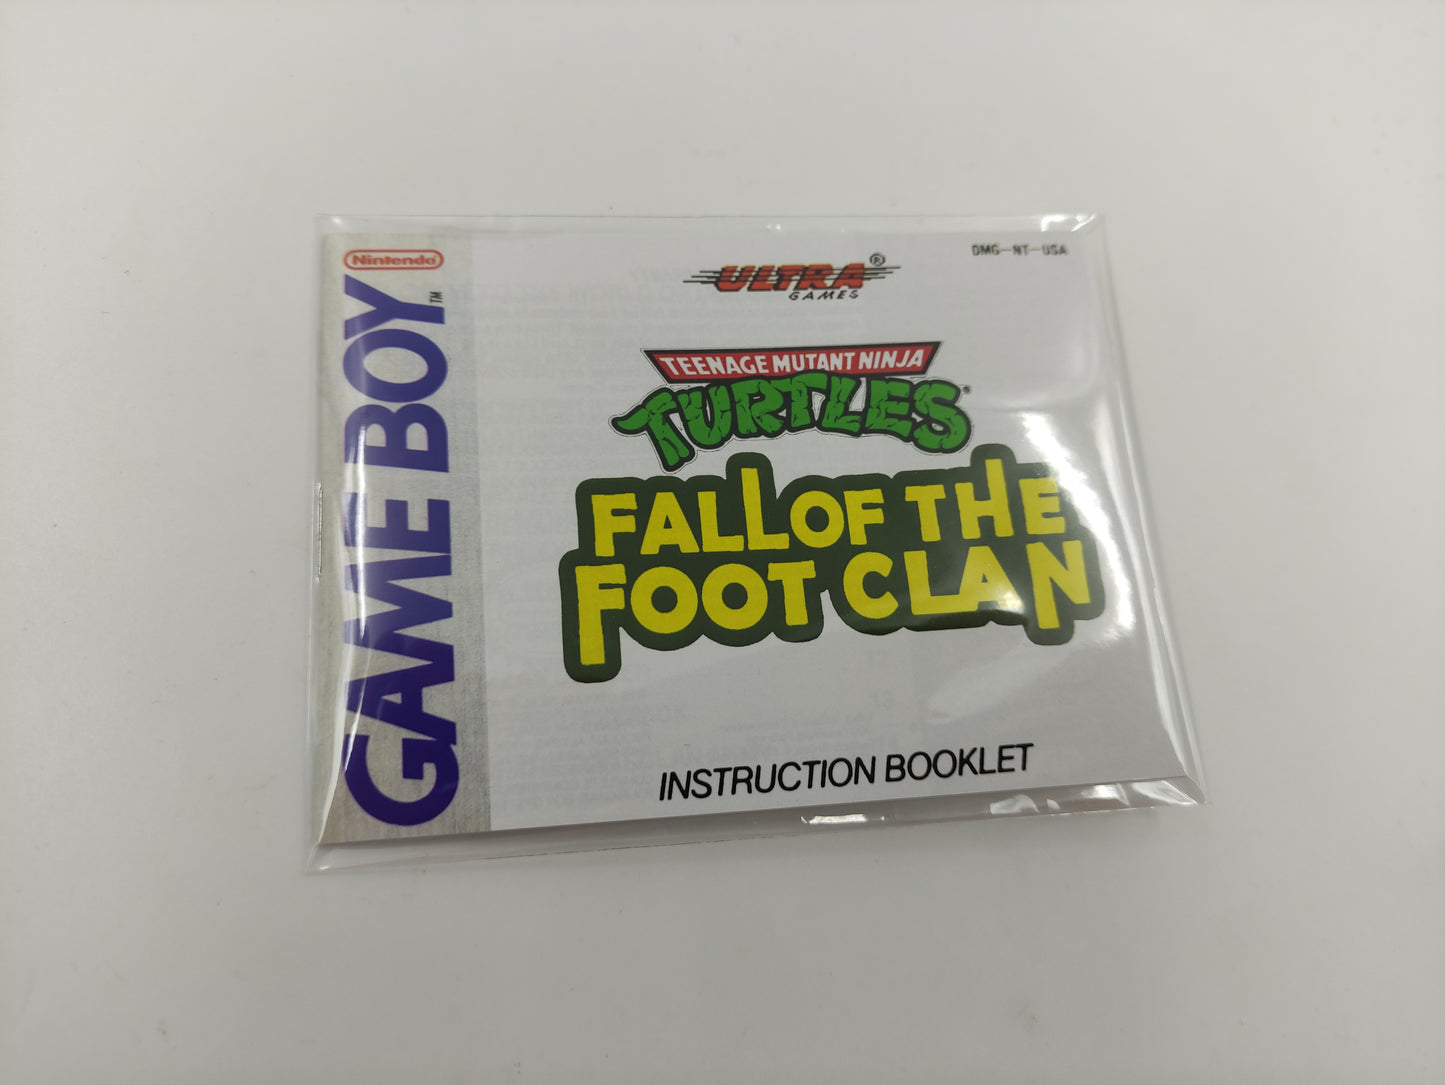 Nintendo
GAME BOY™
DMG-NT-USA
ULTRA®
GAMES
TEENAGE MUTANT NINJA
TURTLES®
FALL OF THE
FOOT CLAN
INSTRUCTION BOOKLET